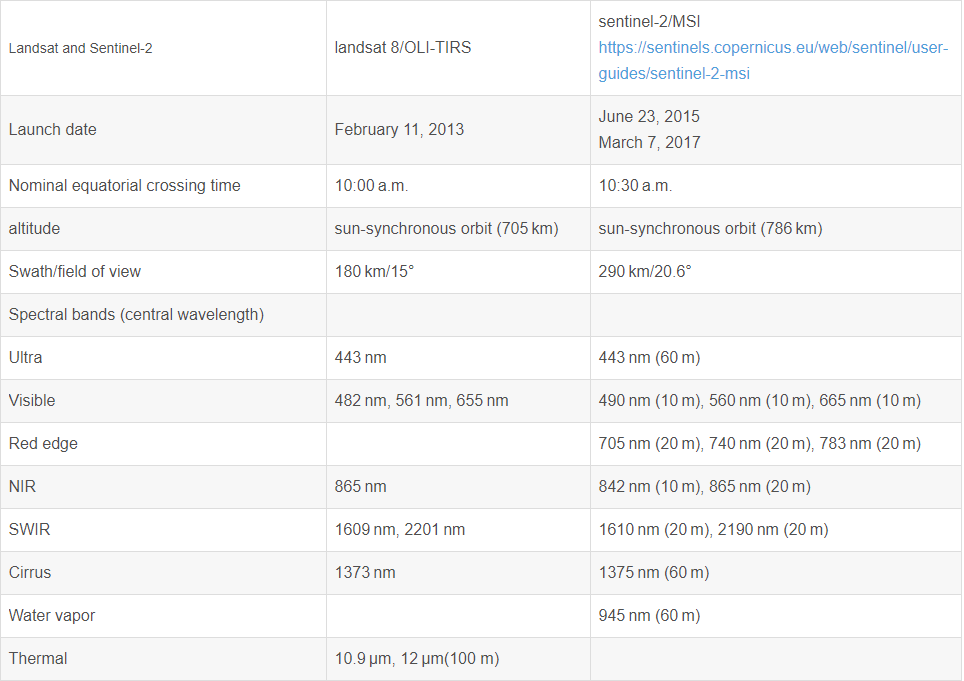 Landsat and Sentinel-2
landsat 8/OLI-TIRS
sentinel-2/MSI
https://sentinels.copernicus.eu/web/sentinel/user-
guides/sentinel-2-msi
Launch date
February 11, 2013
June 23, 2015
March 7, 2017
Nominal equatorial crossing time
10:00 a.m.
10:30 a.m.
altitude
sun-synchronous orbit (705 km)
sun-synchronous orbit (786 km)
Swath/field of view
180 km/15°
290 km/20.6°
Spectral bands (central wavelength)
Ultra
443 nm
443 nm (60 m)
Visible
482 nm, 561 nm, 655 nm
490 nm (10 m), 560 nm (10 m), 665 nm (10 m)
Red edge
705 nm (20 m), 740 nm (20 m), 783 nm (20 m)
NIR
865 nm
842 nm (10 m), 865 nm (20 m)
SWIR
1609 nm, 2201 nm
1610 nm (20 m), 2190 nm (20 m)
Cirrus
1373 nm
1375 nm (60 m)
Water vapor
945 nm (60 m)
Thermal
10.9 µm, 12 µm(100 m)